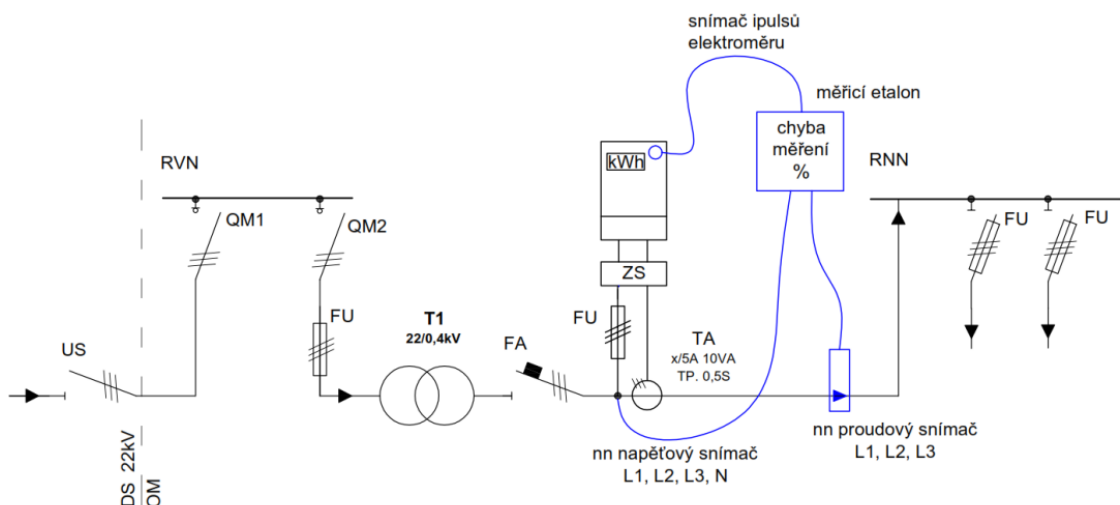 snímač ipulsů
elektroměru
měřicí etalon
chyba
měření
%
kWh
RVN
RNN
QM1
QM2
FU
FU
ZS
FU
T1
22/0,4kV
FU
FA
TA
x/5A 10VA
TP. 0,5S
US
nn napěťový snímač
L1, L2, L3, N
nn proudový snímač
L1, L2, L3
DS 22kV
OM